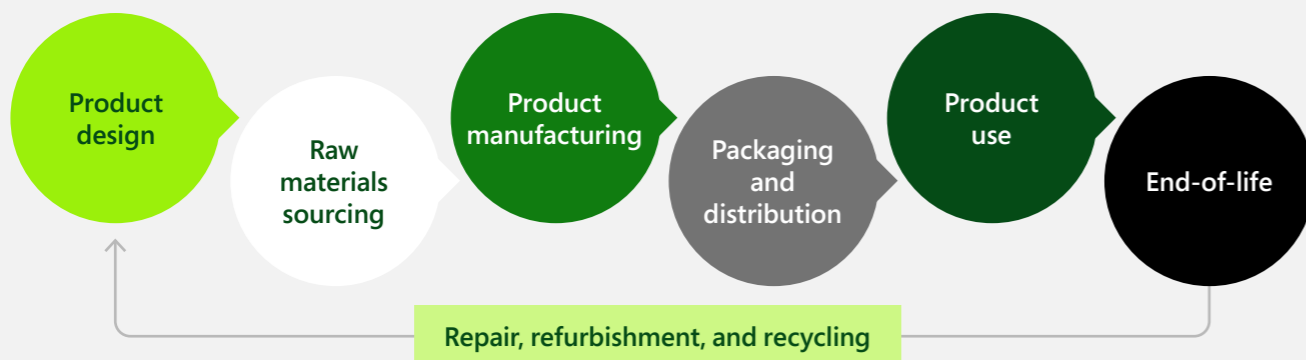 Product
design
Raw
materials
sourcing
Product
manufacturing
Packaging
and
distribution
Product
use
End-of-life
Repair, refurbishment, and recycling